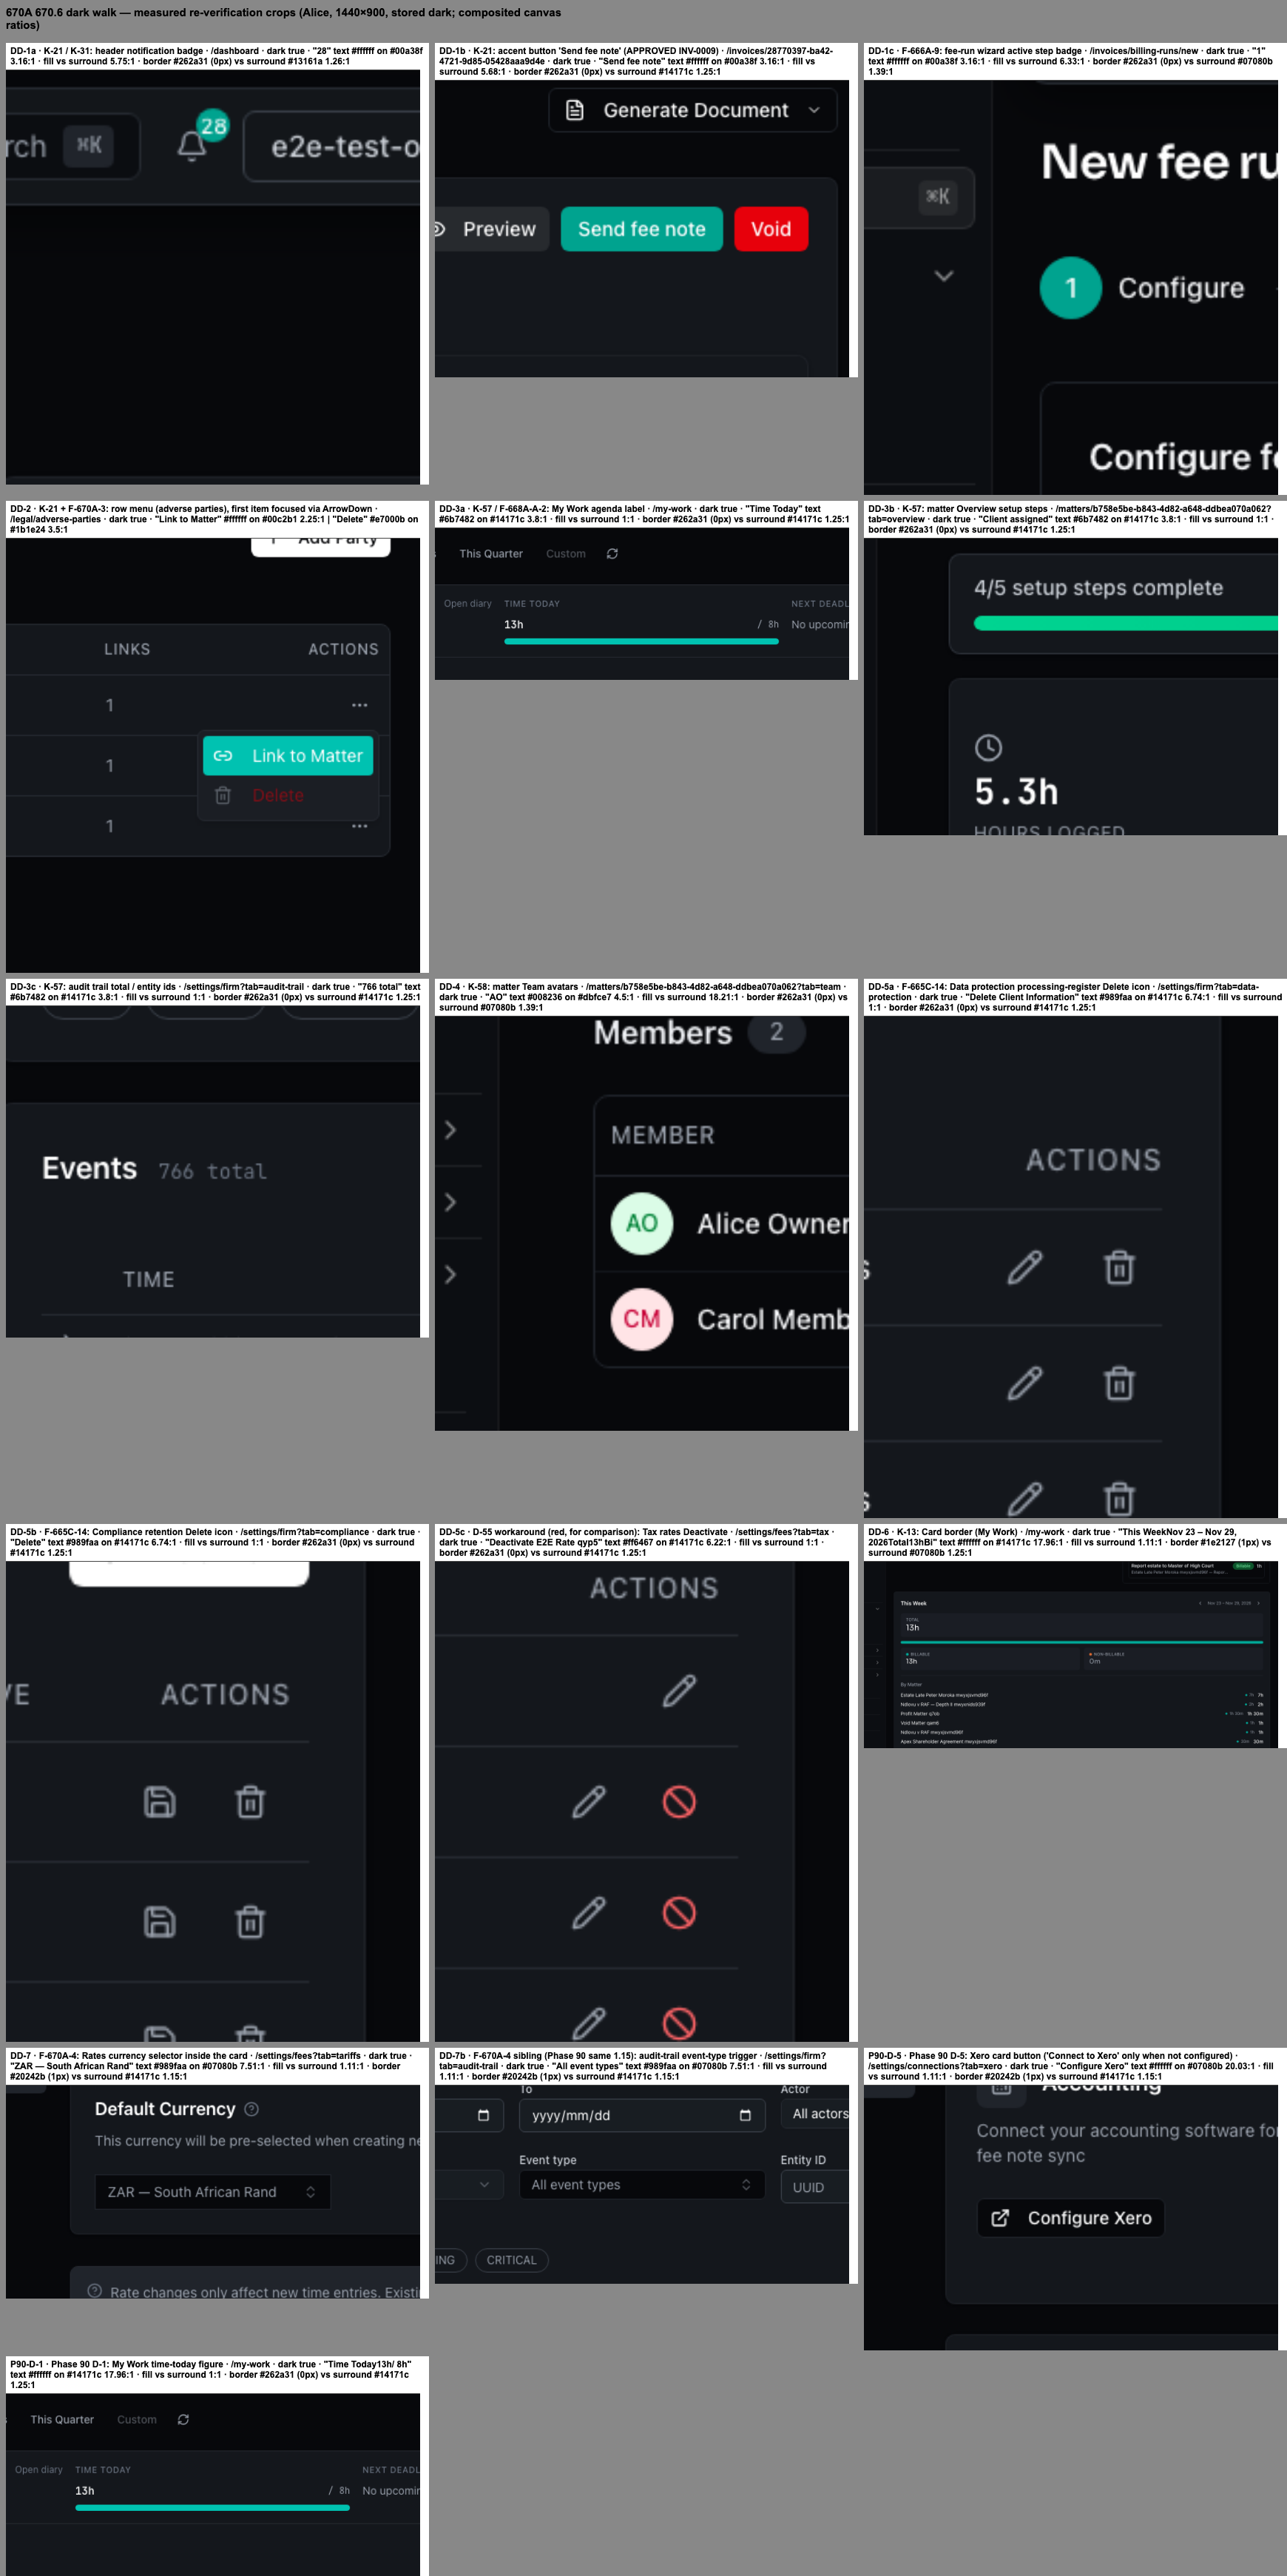 670A 670.6 dark walk — measured re-verification crops (Alice, 1440×900, stored dark; composited canvas
ratios)
DD-1a · K-21 / K-31: header notification badge · /dashboard · dark true · "28" text #ffffff on #00a38f
3.16:1 · fill vs surround 5.75:1 · border #262a31 (0px) vs surround #13161a 1.26:1
rch ⌘K 28 e2e-test-o
DD-1b · K-21: accent button 'Send fee note' (APPROVED INV-0009) · /invoices/28770397-ba42-
4721-9d85-05428aaa9d4e · dark true · "Send fee note" text #ffffff on #00a38f 3.16:1 · fill vs
surround 5.68:1 · border #262a31 (0px) vs surround #14171c 1.25:1
Generate Document
Preview Send fee note Void
DD-1c · F-666A-9: fee-run wizard active step badge · /invoices/billing-runs/new · dark true · "1"
text #ffffff on #00a38f 3.16:1 · fill vs surround 6.33:1 · border #262a31 (0px) vs surround #07080b
1.39:1
New fee ru
⌘K
1 Configure
Configure fe
DD-2 · K-21 + F-670A-3: row menu (adverse parties), first item focused via ArrowDown ·
/legal/adverse-parties · dark true · "Link to Matter" #ffffff on #00c2b1 2.25:1 | "Delete" #e7000b on
#1b1e24 3.5:1
Add Party
LINKS ACTIONS
1
1
Link to Matter
Delete
1
DD-3a · K-57 / F-668A-A-2: My Work agenda label · /my-work · dark true · "Time Today" text
#6b7482 on #14171c 3.8:1 · fill vs surround 1:1 · border #262a31 (0px) vs surround #14171c 1.25:1
s This Quarter Custom
Open diary TIME TODAY NEXT DEADL
13h / 8h No upcomin
DD-3b · K-57: matter Overview setup steps · /matters/b758e5be-b843-4d82-a648-ddbea070a062?
tab=overview · dark true · "Client assigned" text #6b7482 on #14171c 3.8:1 · fill vs surround 1:1 ·
border #262a31 (0px) vs surround #14171c 1.25:1
4/5 setup steps complete
5.3h
HOURS LOGGED
DD-3c · K-57: audit trail total / entity ids · /settings/firm?tab=audit-trail · dark true · "766 total" text
#6b7482 on #14171c 3.8:1 · fill vs surround 1:1 · border #262a31 (0px) vs surround #14171c 1.25:1
Events 766 total
TIME
DD-4 · K-58: matter Team avatars · /matters/b758e5be-b843-4d82-a648-ddbea070a062?tab=team ·
dark true · "AO" text #008236 on #dbfce7 4.5:1 · fill vs surround 18.21:1 · border #262a31 (0px) vs
surround #07080b 1.39:1
Members 2
MEMBER
AO Alice Owner
CM Carol Memb
DD-5a · F-665C-14: Data protection processing-register Delete icon · /settings/firm?tab=data-
protection · dark true · "Delete Client Information" text #989faa on #14171c 6.74:1 · fill vs surround
1:1 · border #262a31 (0px) vs surround #14171c 1.25:1
ACTIONS
s
s
DD-5b · F-665C-14: Compliance retention Delete icon · /settings/firm?tab=compliance · dark true ·
"Delete" text #989faa on #14171c 6.74:1 · fill vs surround 1:1 · border #262a31 (0px) vs surround
#14171c 1.25:1
VE ACTIONS
DD-5c · D-55 workaround (red, for comparison): Tax rates Deactivate · /settings/fees?tab=tax ·
dark true · "Deactivate E2E Rate qyp5" text #ff6467 on #14171c 6.22:1 · fill vs surround 1:1 ·
border #262a31 (0px) vs surround #14171c 1.25:1
ACTIONS
DD-6 · K-13: Card border (My Work) · /my-work · dark true · "This WeekNov 23 – Nov 29,
2026Total13hBi" text #ffffff on #14171c 17.96:1 · fill vs surround 1.11:1 · border #1e2127 (1px) vs
surround #07080b 1.25:1
Report estate to Master of High Court 1h
This Week Nov 23 – Nov 29, 2026
TOTAL
13h
BILLABLE NON-BILLABLE
13h 0m
By Matter
7h
2h
Profit Matter 1h 30m
Void Matter 1h
1h
Apex Shareholder Agreement 30m
DD-7 · F-670A-4: Rates currency selector inside the card · /settings/fees?tab=tariffs · dark true ·
"ZAR — South African Rand" text #989faa on #07080b 7.51:1 · fill vs surround 1.11:1 · border
#20242b (1px) vs surround #14171c 1.15:1
Default Currency
This currency will be pre-selected when creating ne
ZAR — South African Rand
Rate changes only affect new time entries. Existi
DD-7b · F-670A-4 sibling (Phase 90 same 1.15): audit-trail event-type trigger · /settings/firm?
tab=audit-trail · dark true · "All event types" text #989faa on #07080b 7.51:1 · fill vs surround
1.11:1 · border #20242b (1px) vs surround #14171c 1.15:1
To Actor
yyyy/mm/dd All actors
Event type Entity ID
All event types UUID
ING CRITICAL
P90-D-5 · Phase 90 D-5: Xero card button ('Connect to Xero' only when not configured) ·
/settings/connections?tab=xero · dark true · "Configure Xero" text #ffffff on #07080b 20.03:1 · fill
vs surround 1.11:1 · border #20242b (1px) vs surround #14171c 1.15:1
Accounting
Connect your accounting software for
fee note sync
Configure Xero
P90-D-1 · Phase 90 D-1: My Work time-today figure · /my-work · dark true · "Time Today13h/ 8h"
text #ffffff on #14171c 17.96:1 · fill vs surround 1:1 · border #262a31 (0px) vs surround #14171c
1.25:1
s This Quarter Custom
Open diary TIME TODAY NEXT DEADL
13h / 8h No upcomin